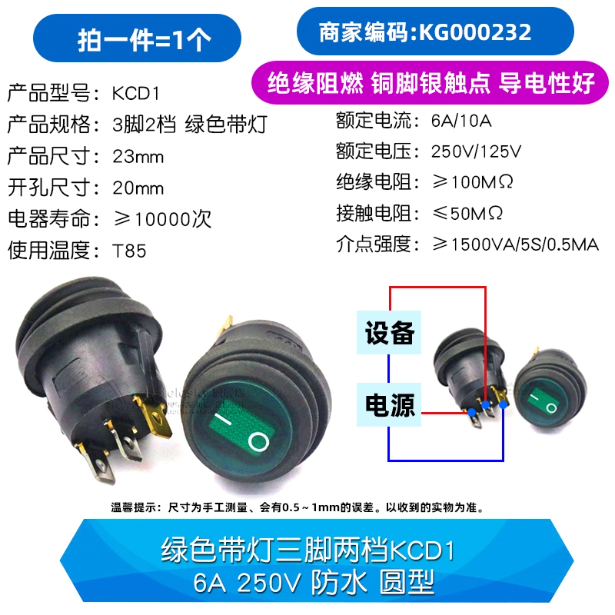 拍一件=1个
商家编码:KG000232
绝缘阻燃 铜脚银触点 导电性好
产品型号： KCD1
产品规格： 3脚2档 绿色带灯
产品尺寸： 23mm
开孔尺寸： 20mm
电器寿命： ≥10000次
使用温度： T85
额定电流： 6A/10A
额定电压： 250V/125V
绝缘电阻： ≥100MΩ
接触电阻： ≤50MΩ
介点强度： ≥1500VA/5S/0.5MA
设备
电源
温馨提示：尺寸为手工测量、会有0.5～1mm的误差。以收到的实物为准。
绿色带灯三脚两档KCD1
6A 250V 防水 圆型